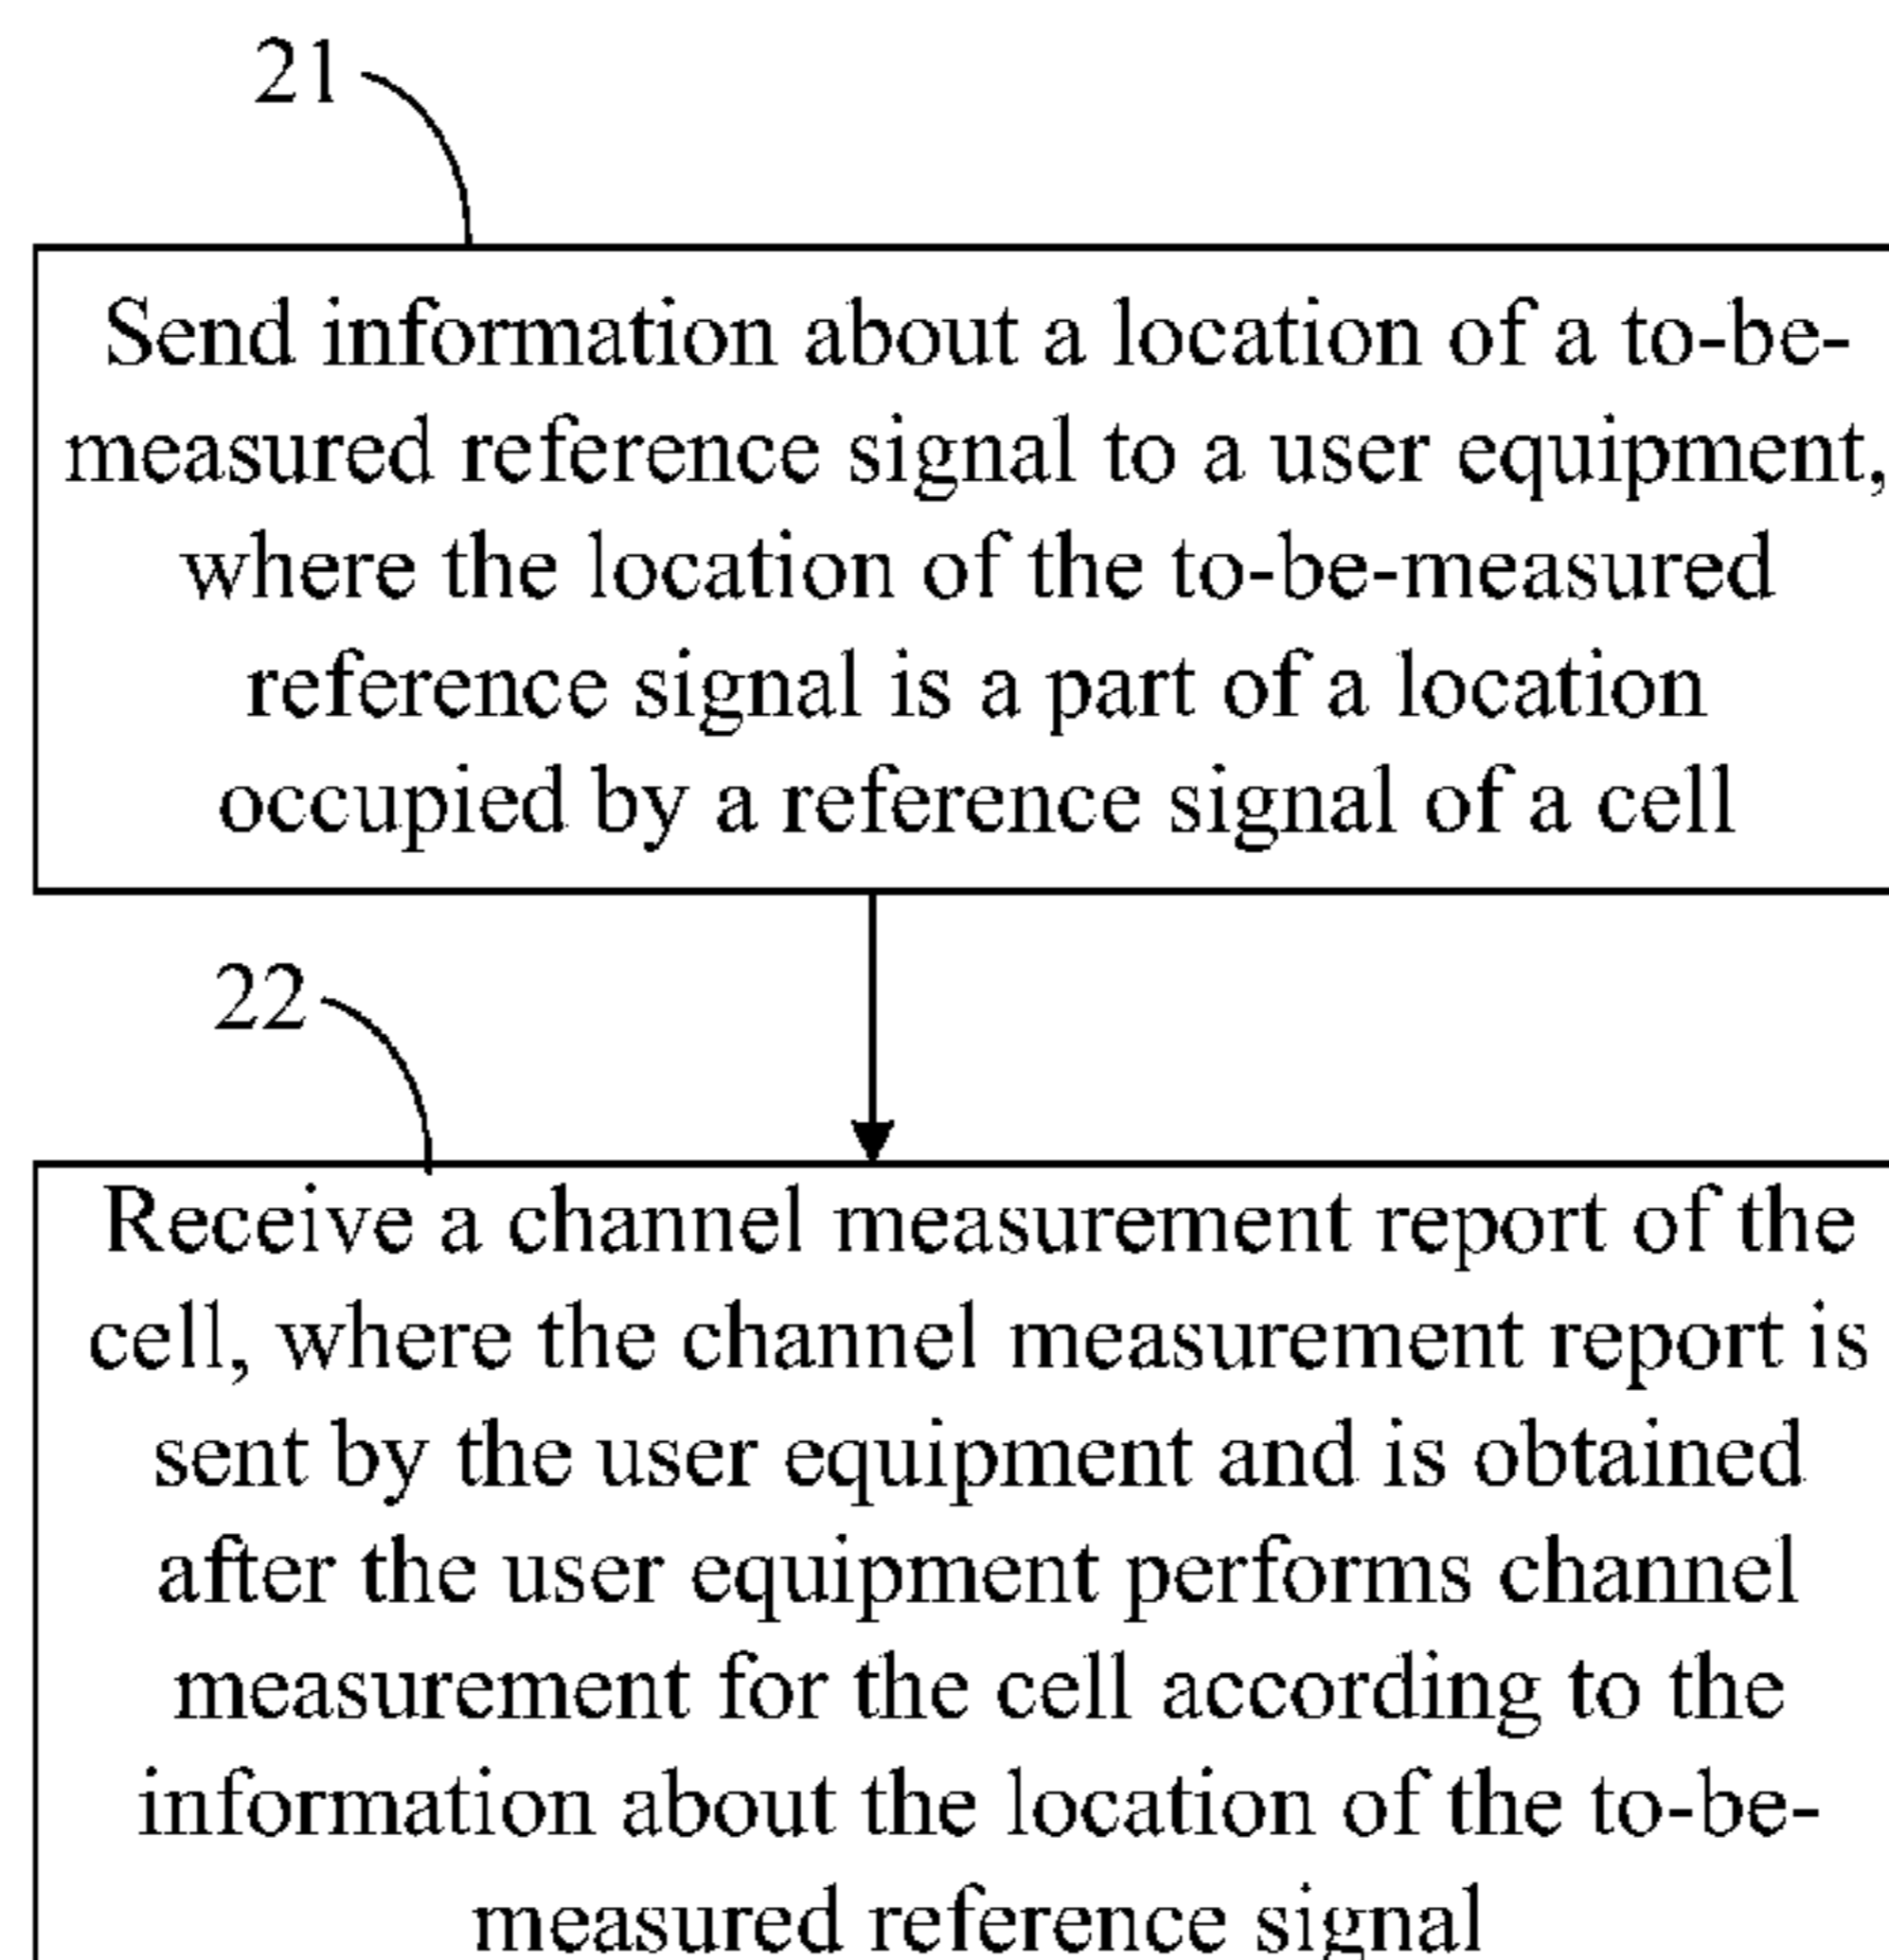 21
Send information about a location of a to-be-
measured reference signal to a user equipment,
where the location of the to-be-measured
reference signal is a part of a location
occupied by a reference signal of a cell
22
Receive a channel measurement report of the
cell, where the channel measurement report is
sent by the user equipment and is obtained
after the user equipment performs channel
measurement for the cell according to the
information about the location of the to-be-
measured reference signal